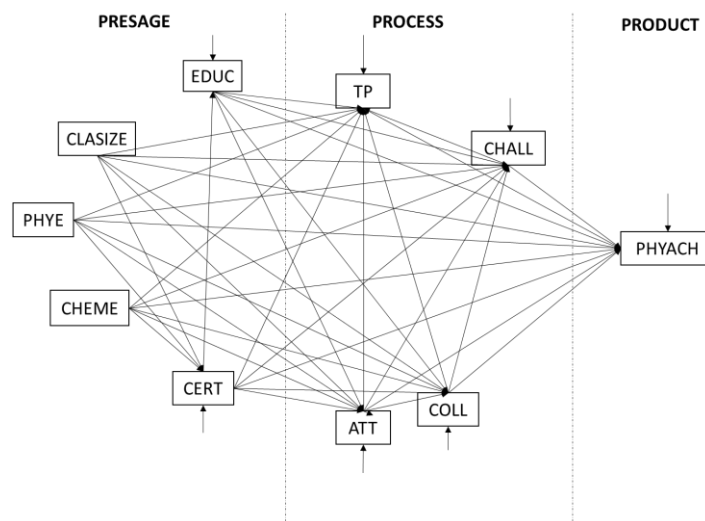 PRESAGE
PROCESS
PRODUCT
EDUC
TP
CLASIZE
CHALL
PHYE
PHYACH
CHEME
CERT
COLL
ATT